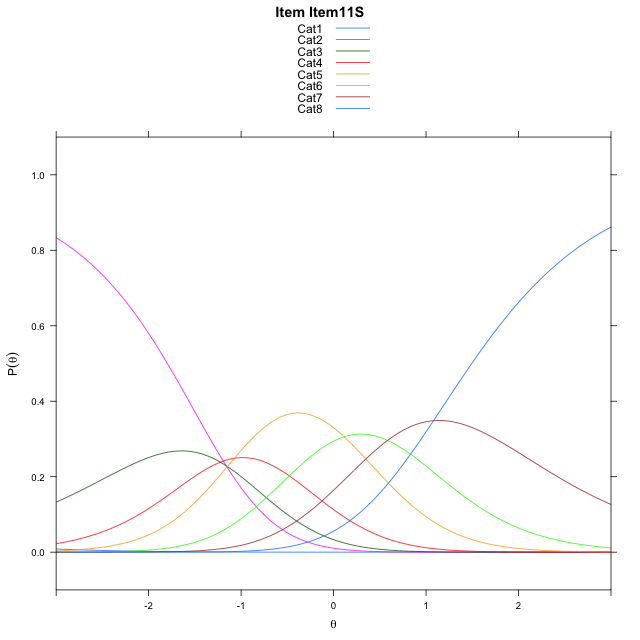 Item Item11S
Cat1
Cat2
Cat3
Cat4
Cat5
Cat6
Cat7
Cat8
1.0
0.8
0.6
0.4
0.2
0.0
P(θ)
-2 -1 0 1 2
θ